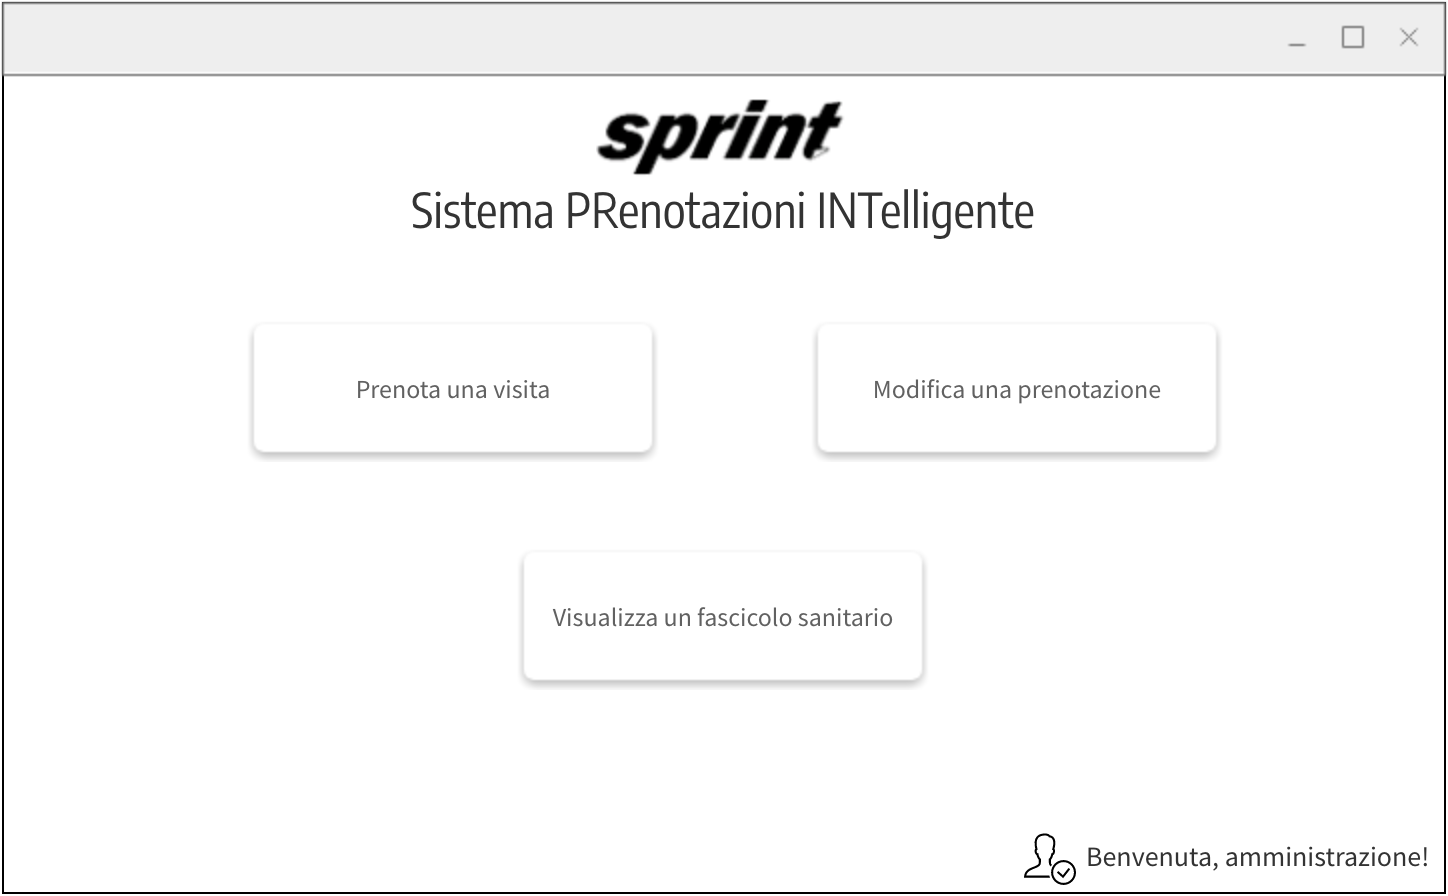 sprint
Sistema PRenotazioni INTelligente
Prenota una visita
Modifica una prenotazione
Visualizza un fascicolo sanitario
Benvenuta, amministrazione!